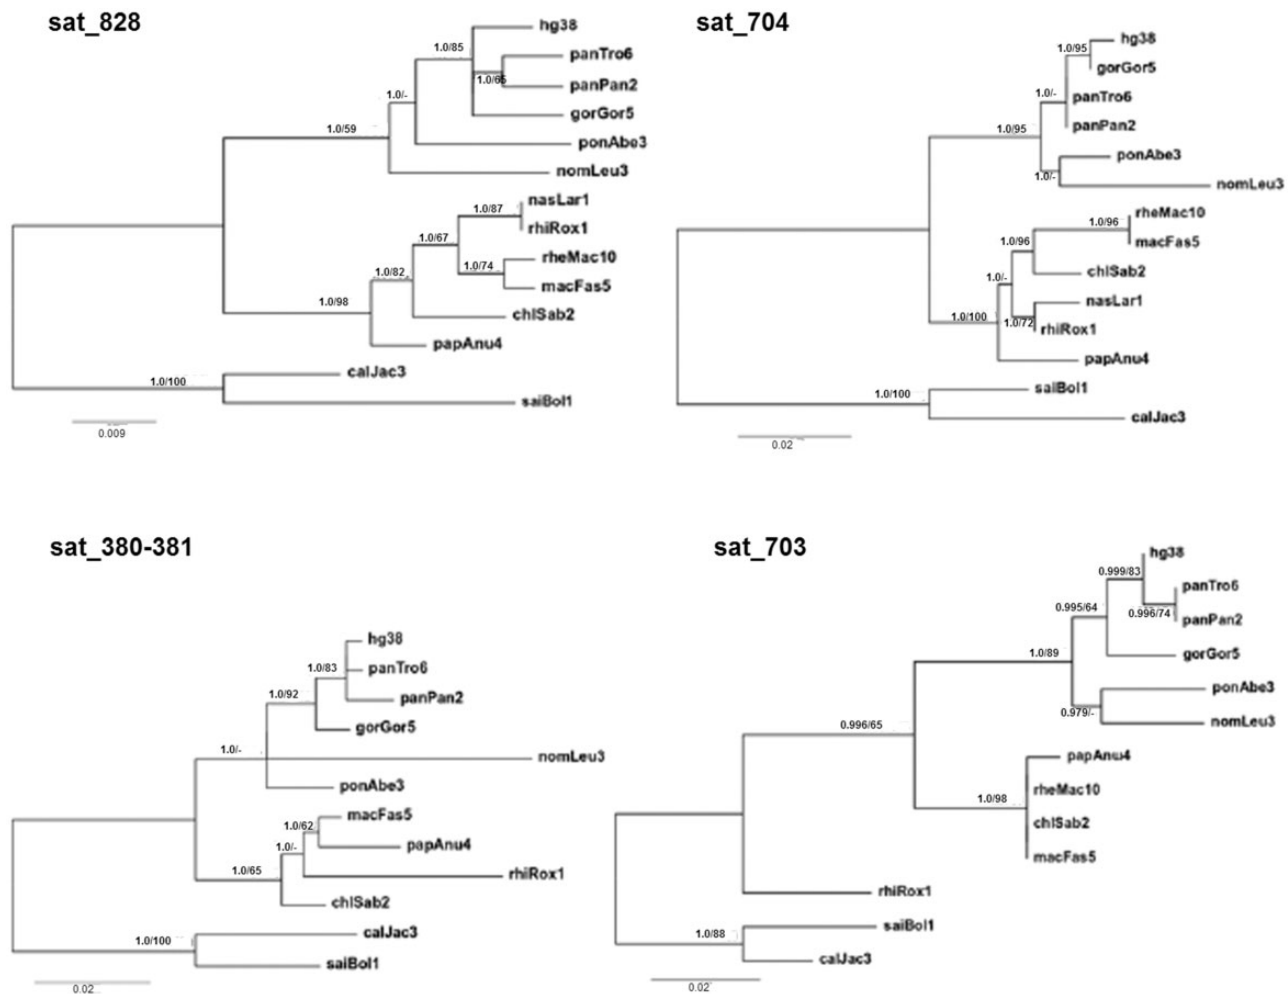 sat_828
hg38
1.0/85
panTro6
1.0/65
panPan2
1.0/-
gorGor5
1.0/59
ponAbe3
nomLeu3
nasLar1
1.0/87
rhiRox1
1.0/67
rheMac10
1.0/74
1.0/82
macFas5
1.0/98
chlSab2
papAnu4
calJac3
1.0/100
saiBol1
0.009
sat_704
hg38
1.0/95
gorGor5
1.0/-
panTro6
panPan2
1.0/95
ponAbe3
1.0/-
nomLeu3
rheMac10
1.0/96
macFas5
1.0/96
chlSab2
1.0/-
nasLar1
1.0/100
1.0/72
rhiRox1
papAnu4
saiBol1
1.0/100
calJac3
0.02
sat_380-381
hg38
1.0/83
panTro6
1.0/92
panPan2
gorGor5
1.0/-
nomLeu3
ponAbe3
macFas5
1.0/62
1.0/-
papAnu4
1.0/65
rhiRox1
chlSab2
calJac3
1.0/100
saiBol1
0.02
sat_703
hg38
0.999/83
panTro6
0.996/74
panPan2
0.995/64
gorGor5
1.0/89
ponAbe3
0.979/-
nomLeu3
0.996/65
papAnu4
rheMac10
1.0/98
chlSab2
macFas5
rhiRox1
saiBol1
1.0/88
calJac3
0.02